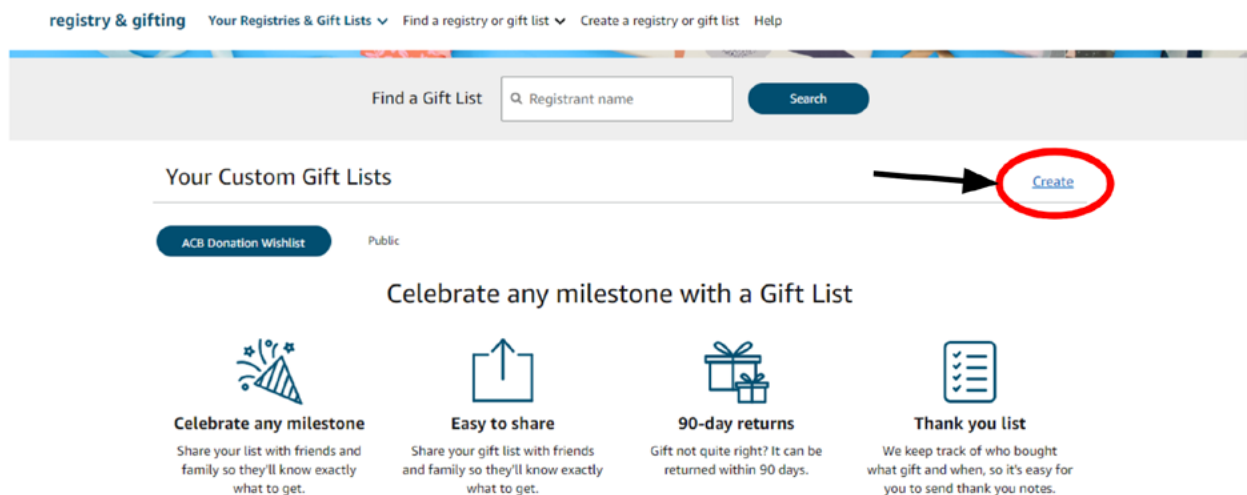 registry & gifting Your Registries & Gift Lists Find a registry or gift list Create a registry or gift list Help
Find a Gift List Registrant name Search
Your Custom Gift Lists Create
ACB Donation Wishlist Public
Celebrate any milestone with a Gift List
Celebrate any milestone
Share your list with friends and
family so they'll know exactly
what to get.
Easy to share
Share your gift list with friends
and family so they'll know exactly
what to get.
90-day returns
Gift not quite right? It can be
returned within 90 days.
Thank you list
We keep track of who bought
what gift and when, so it's easy for
you to send thank you notes.